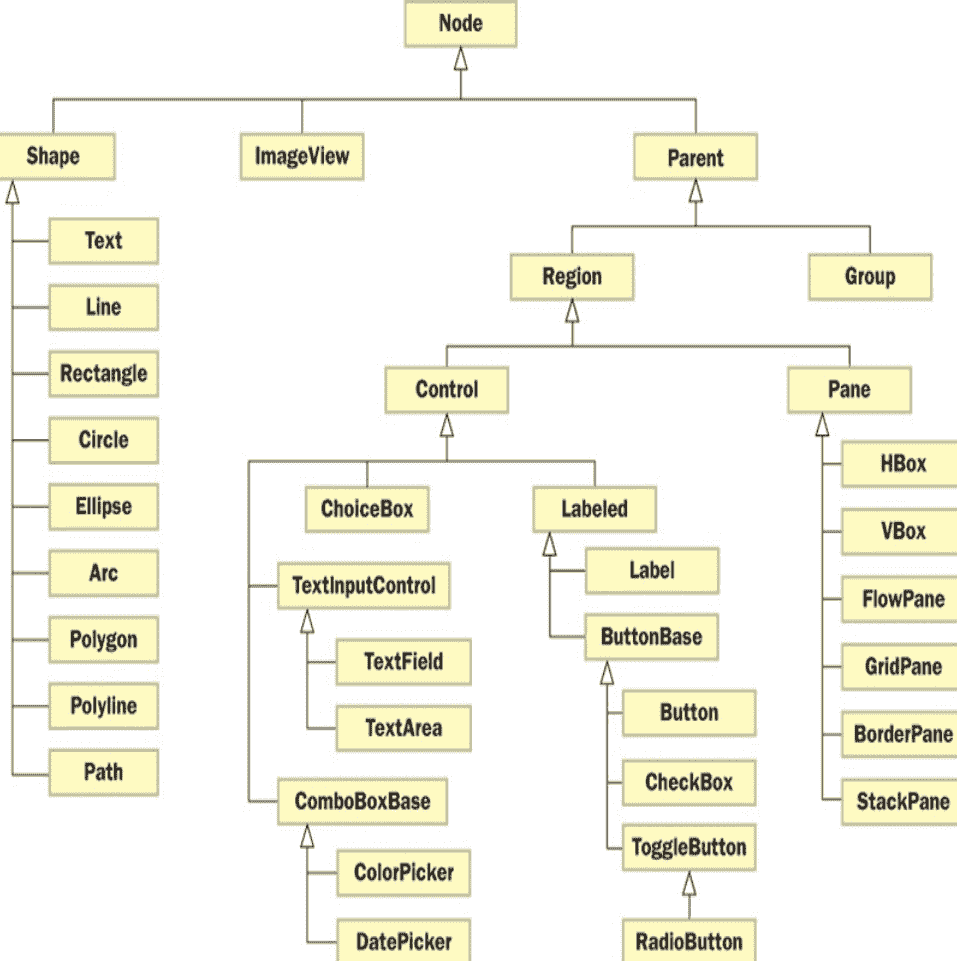 Node
Shape
ImageView
Parent
Text
Line
Rectangle
Circle
Ellipse
Arc
Polygon
Polyline
Path
Region
Group
Control
Pane
ChoiceBox
Labeled
TextInputControl
TextField
TextArea
ComboBoxBase
ColorPicker
DatePicker
Label
ButtonBase
Button
CheckBox
ToggleButton
RadioButton
HBox
VBox
FlowPane
GridPane
BorderPane
StackPane